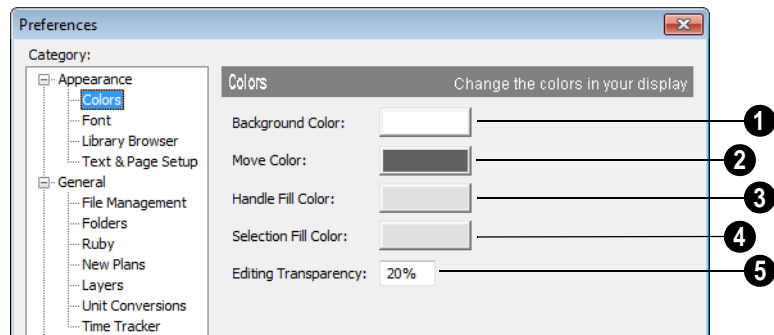 Preferences
Category:
Appearance
Colors
Font
Library Browser
Text & Page Setup
General
File Management
Folders
Ruby
New Plans
Layers
Unit Conversions
Time Tracker
Colors Change the colors in your display
Background Color: 1
Move Color: 2
Handle Fill Color: 3
Selection Fill Color: 4
Editing Transparency: 20% 5